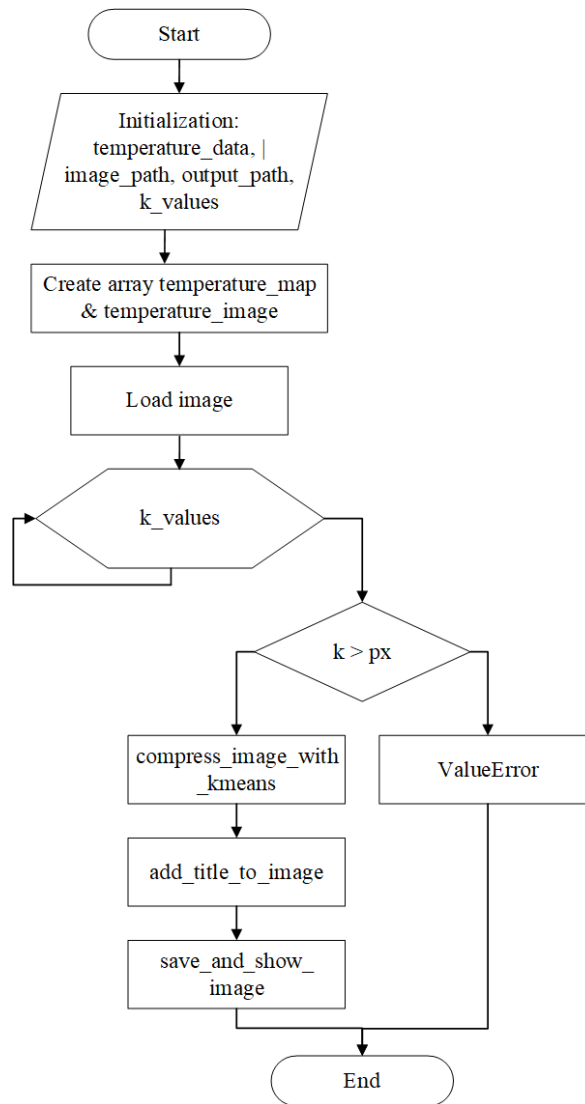 Start
Initialization:
temperature_data, |
image_path, output_path,
k_values
Create array temperature_map
& temperature_image
Load image
k_values
k > px
compress_image_with
_kmeans
ValueError
add_title_to_image
save_and_show_
image
End